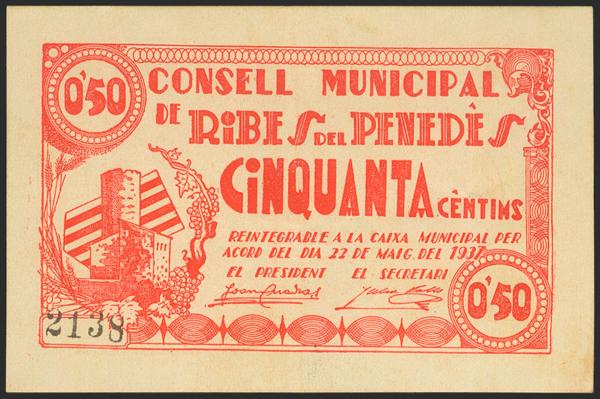 0'50
CONSELL MUNICIPAL
DE RIBES DEL PENEDÈS
CINQUANTA CÈNTIMS
REINTEGRABLE A LA CAIXA MUNICIPAL PER
ACORD DEL DIA 22 DE MAIG DEL 1937
EL PRESIDENT EL SECRETARI
0'50
2138